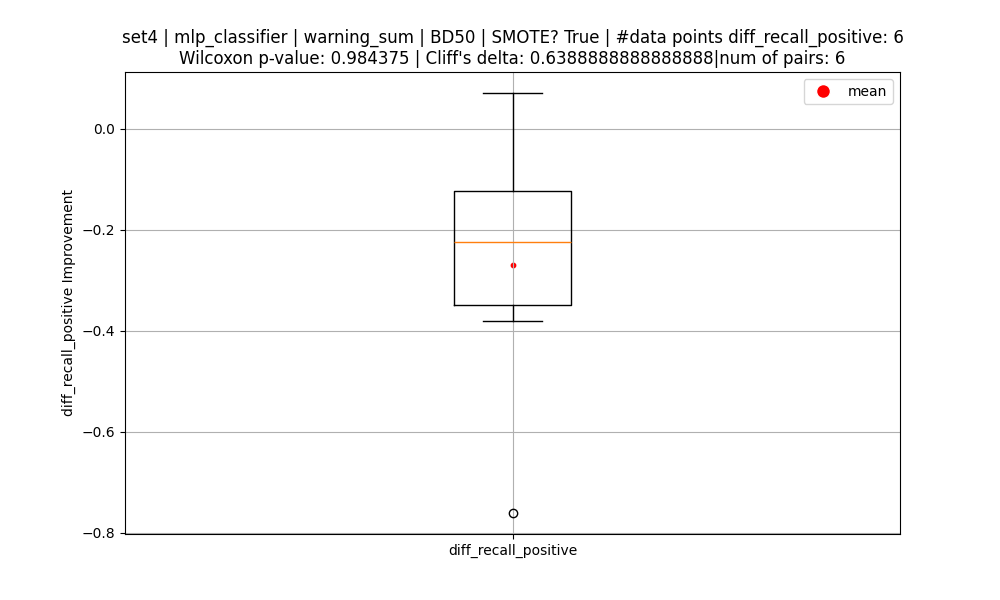 set4 | mlp_classifier | warning_sum | BD50 | SMOTE? True | #data points diff_recall_positive: 6
Wilcoxon p-value: 0.984375 | Cliff's delta: 0.6388888888888888|num of pairs: 6
mean
diff_recall_positive Improvement
0.0
−0.2
−0.4
−0.6
−0.8
diff_recall_positive